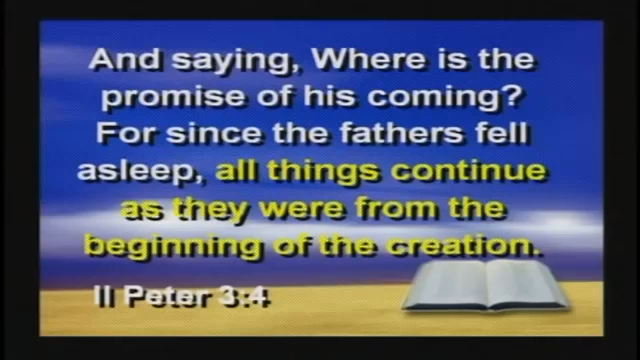 And saying, Where is the
promise of his coming?
For since the fathers fell
asleep, all things continue
as they were from the
beginning of the creation.
II Peter 3:4